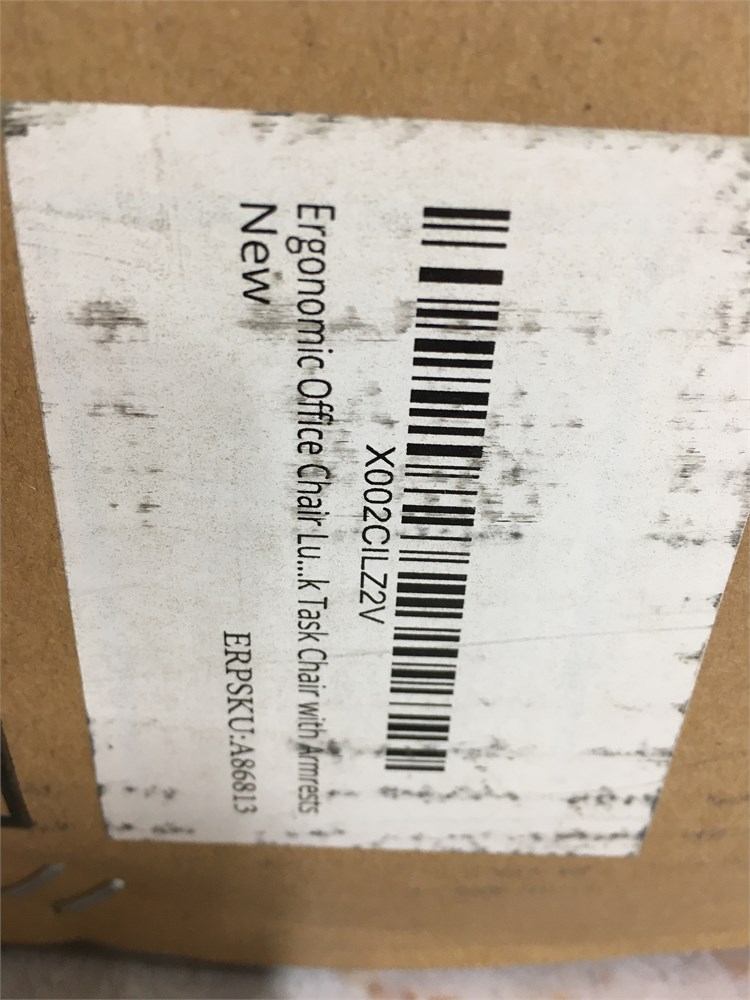 X002CILZ2V
Ergonomic Office Chair Lu...k Task Chair with Armrests
New
ERPSKU:A86813